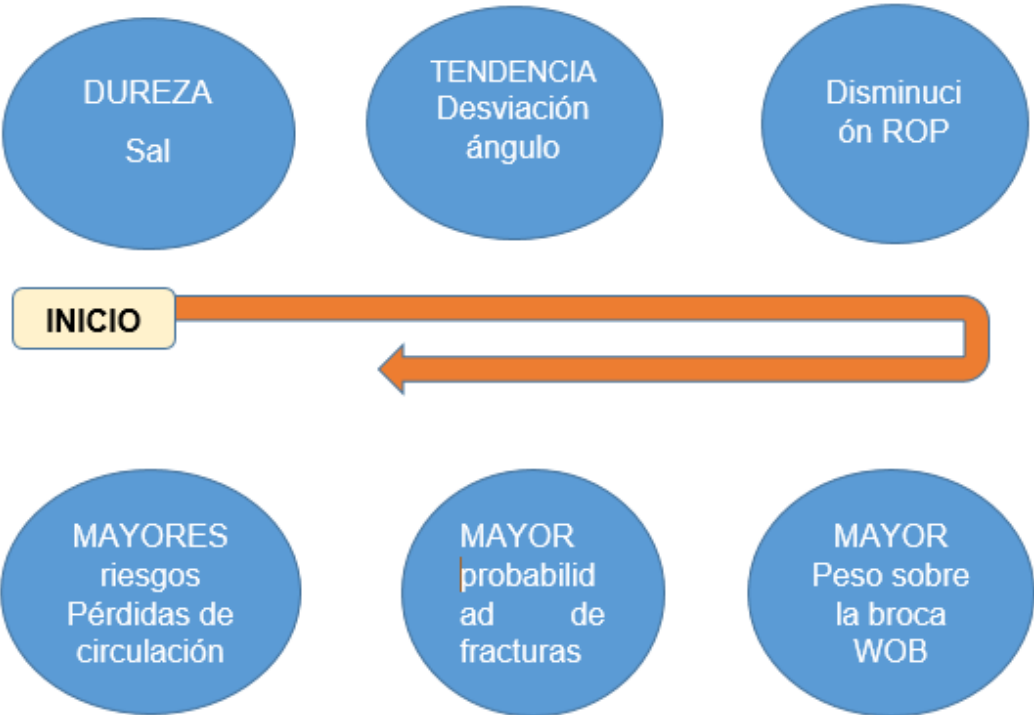 DUREZA
Sal
TENDENCIA
Desviación
ángulo
Disminuci
ón ROP
INICIO
MAYORES
riesgos
Pérdidas de
circulación
MAYOR
probabilid
ad de
fracturas
MAYOR
Peso sobre
la broca
WOB